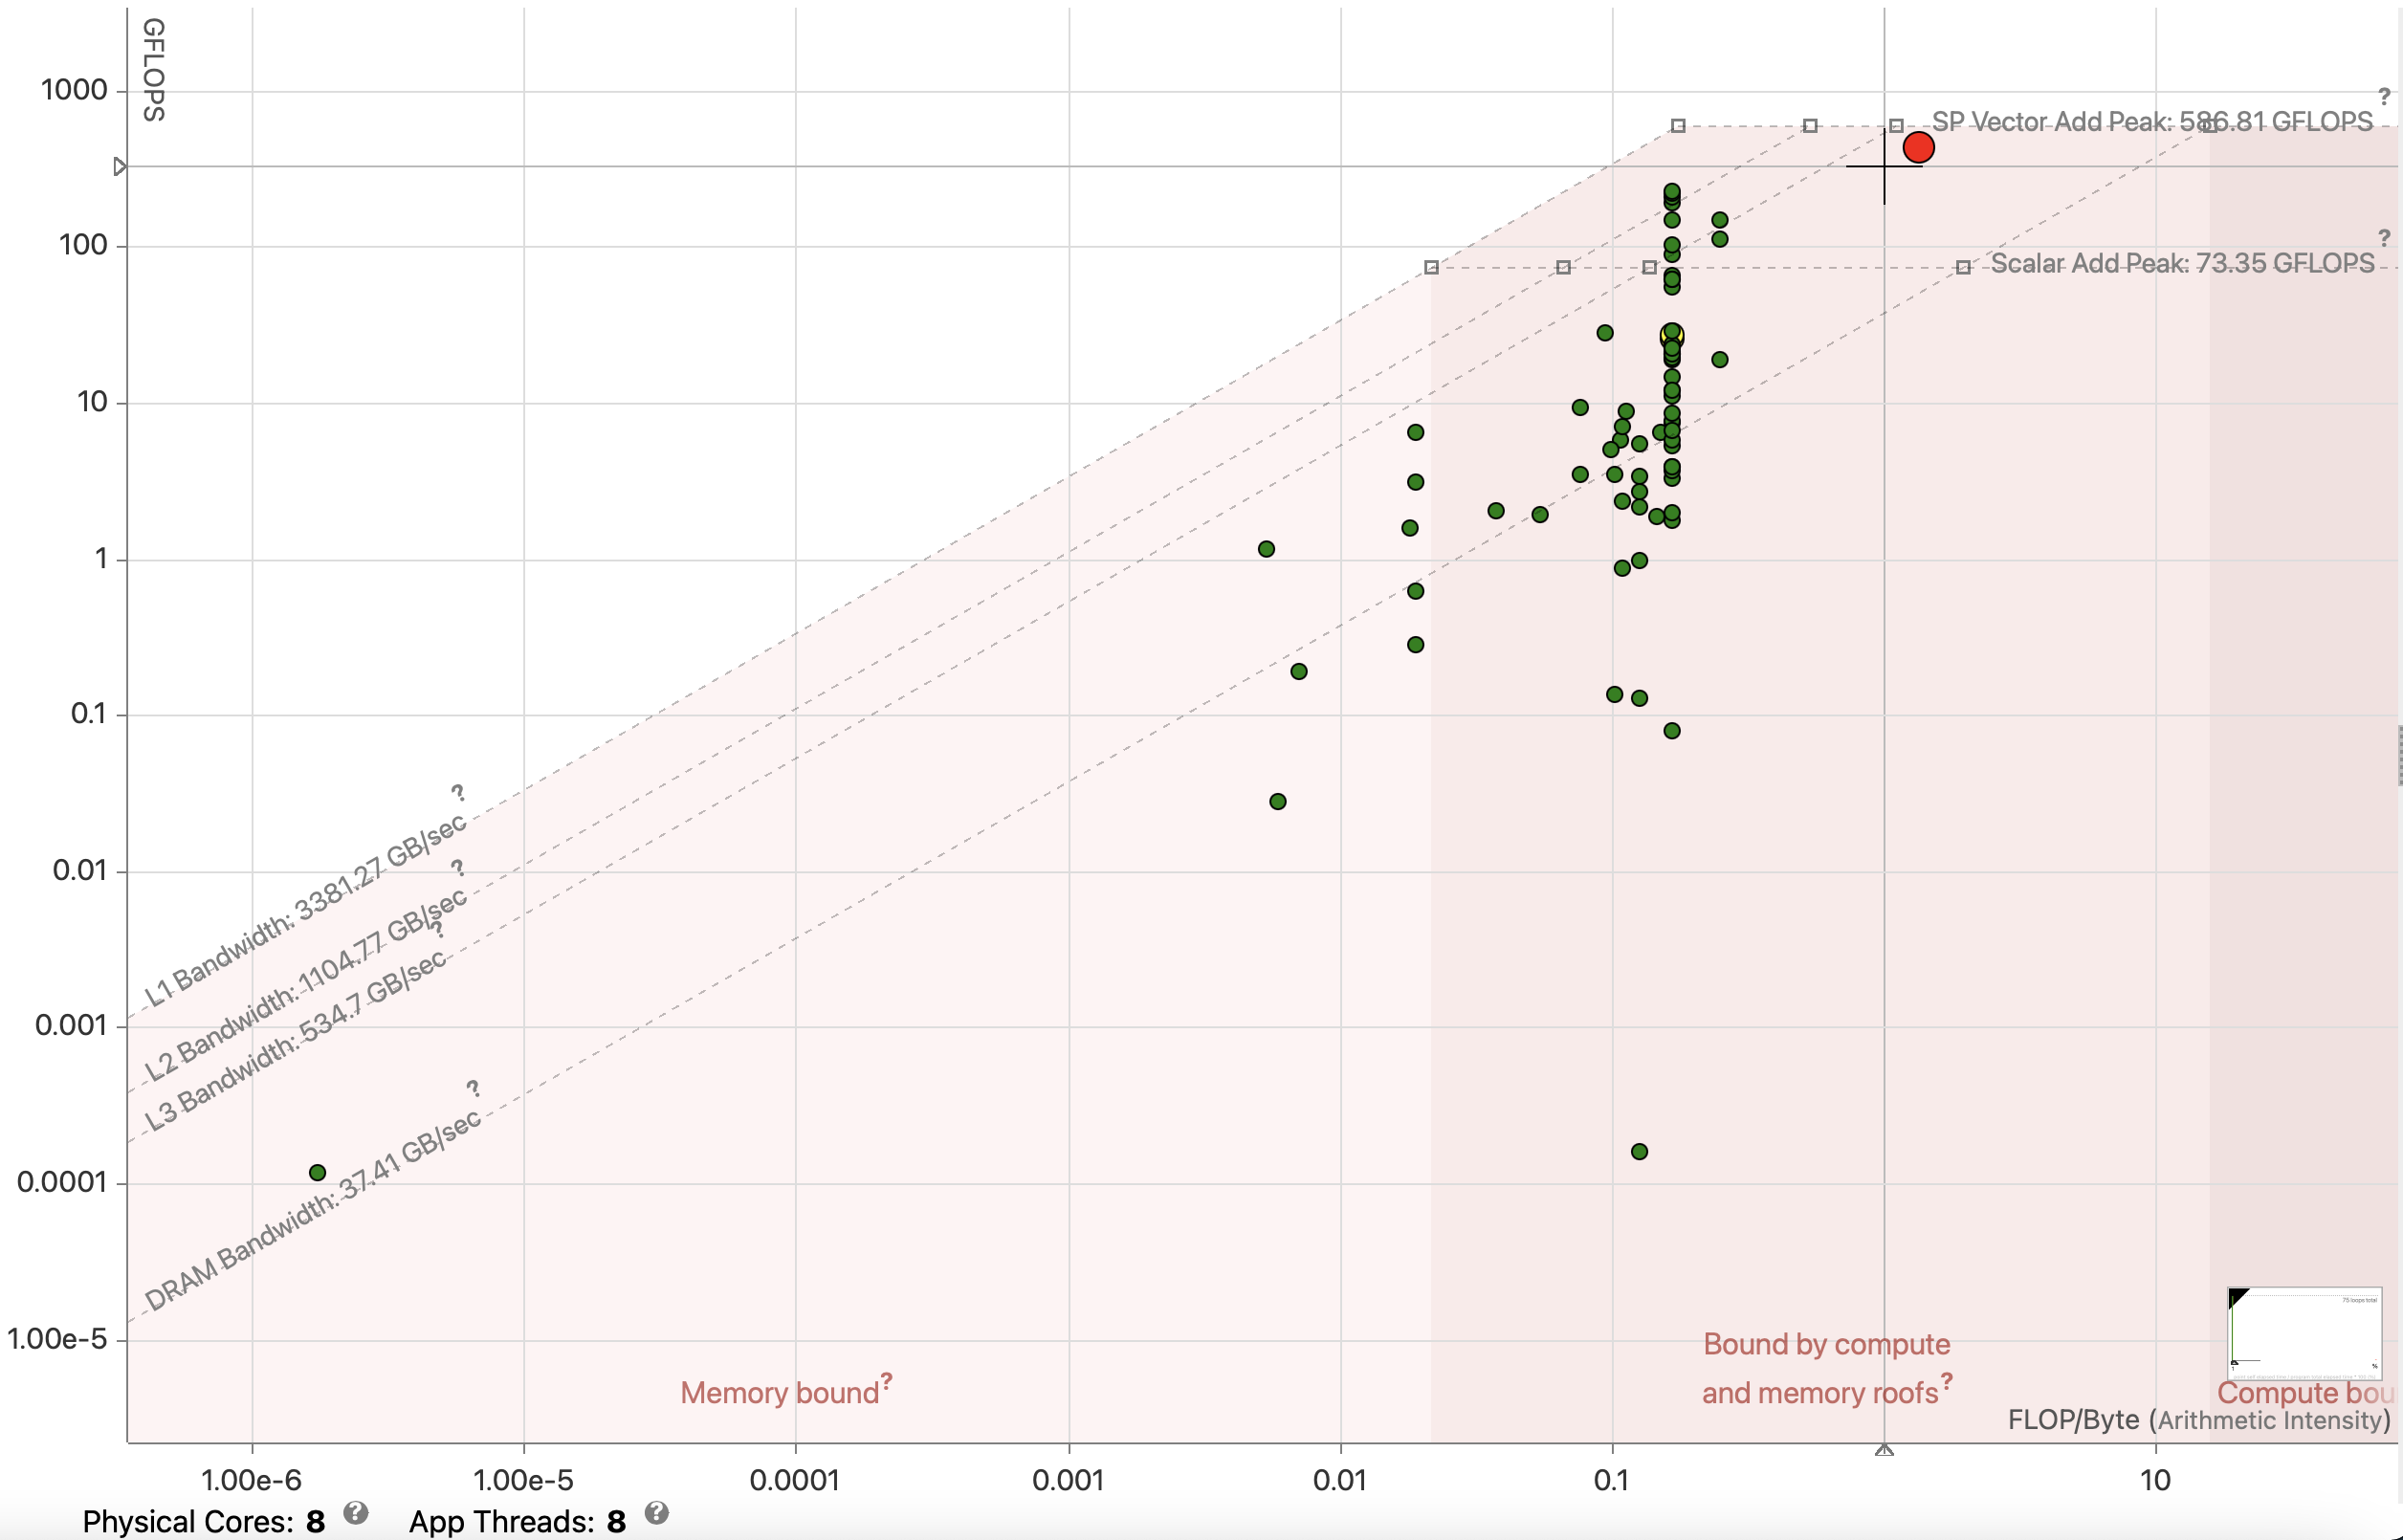 GFLOPS
1000
?
SP Vector Add Peak: 586.81 GFLOPS
100
?
Scalar Add Peak: 73.35 GFLOPS
10
1
0.1
?
L1 Bandwidth: 3381.27 GB/sec
0.01
?
L2 Bandwidth: 1104.77 GB/sec
?
L3 Bandwidth: 534.7 GB/sec
0.001
?
DRAM Bandwidth: 37.41 GB/sec
0.0001
75 loops total
1.00e-5
Bound by compute
and memory roofs?
Memory bound?
%
1
Compute bou
FLOP/Byte (Arithmetic Intensity)
1.00e-6
1.00e-5
0.0001
0.001
0.01
0.1
10
Physical Cores: 8 ?
App Threads: 8 ?